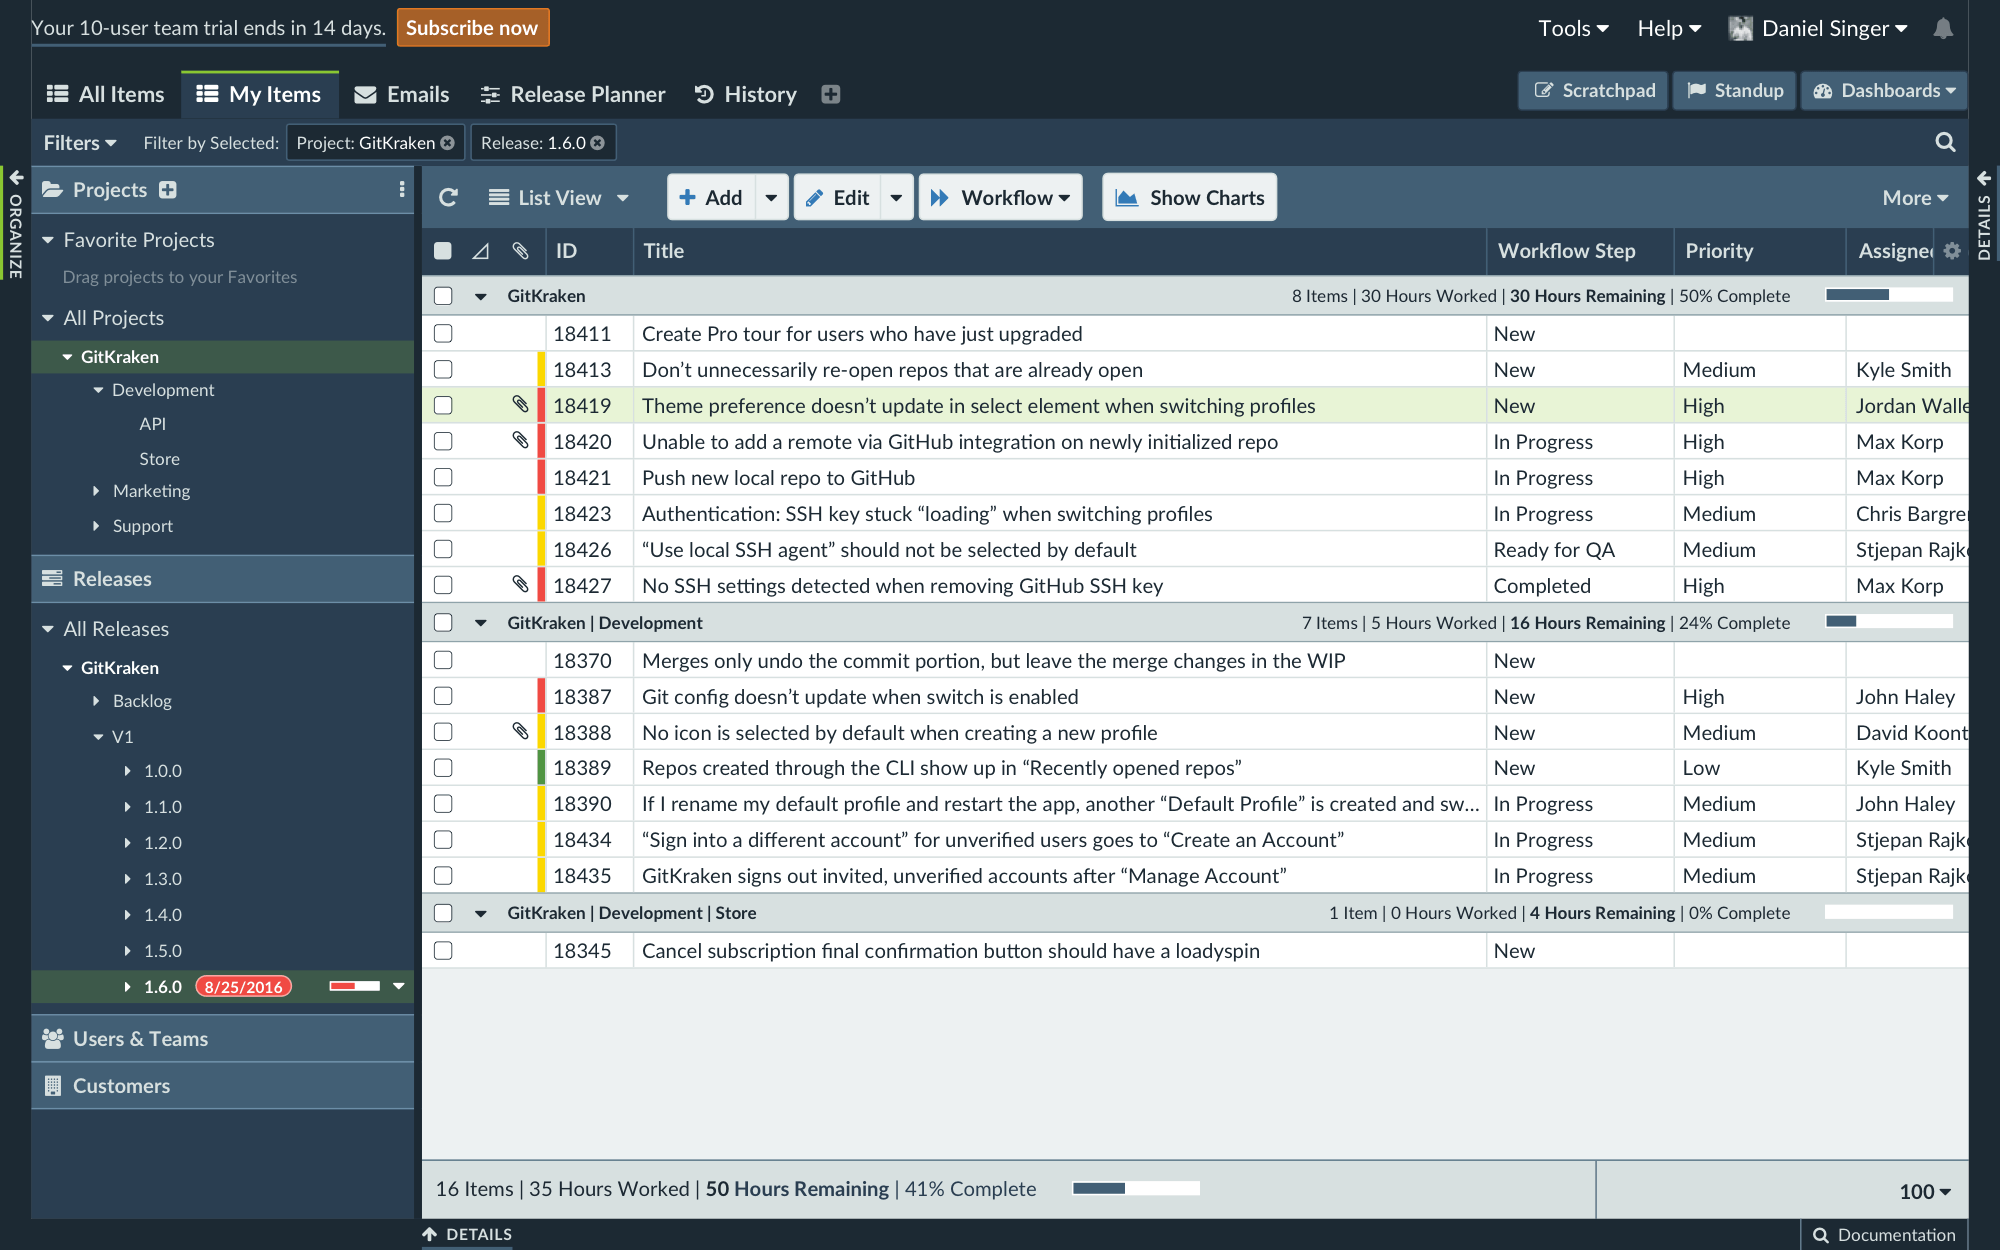 Your 10-user team trial ends in 14 days. Subscribe now Tools Help Daniel Singer
All Items My Items Emails Release Planner History Scratchpad Standup Dashboards
Filters Filter by Selected: Project: GitKraken Release: 1.6.0
ORGANIZE
Projects
Favorite Projects
Drag projects to your Favorites
All Projects
GitKraken
Development
API
Store
Marketing
Support
Releases
All Releases
GitKraken
Backlog
V1
1.0.0
1.1.0
1.2.0
1.3.0
1.4.0
1.5.0
1.6.0 8/25/2016
Users & Teams
Customers
List View Add Edit Workflow Show Charts More
ID Title Workflow Step Priority Assigne
GitKraken 8 Items | 30 Hours Worked | 30 Hours Remaining | 50% Complete
18411 Create Pro tour for users who have just upgraded New
18413 Don’t unnecessarily re-open repos that are already open New Medium Kyle Smith
18419 Theme preference doesn’t update in select element when switching profiles New High Jordan Walle
18420 Unable to add a remote via GitHub integration on newly initialized repo In Progress High Max Korp
18421 Push new local repo to GitHub In Progress High Max Korp
18423 Authentication: SSH key stuck “loading” when switching profiles In Progress Medium Chris Bargre
18426 “Use local SSH agent” should not be selected by default Ready for QA Medium Stjepan Rajk
18427 No SSH settings detected when removing GitHub SSH key Completed High Max Korp
GitKraken | Development 7 Items | 5 Hours Worked | 16 Hours Remaining | 24% Complete
18370 Merges only undo the commit portion, but leave the merge changes in the WIP New
18387 Git config doesn’t update when switch is enabled New High John Haley
18388 No icon is selected by default when creating a new profile New Medium David Koont
18389 Repos created through the CLI show up in “Recently opened repos” New Low Kyle Smith
18390 If I rename my default profile and restart the app, another “Default Profile” is created and sw... In Progress Medium John Haley
18434 “Sign into a different account” for unverified users goes to “Create an Account” In Progress Medium Stjepan Rajk
18435 GitKraken signs out invited, unverified accounts after “Manage Account” In Progress Medium Stjepan Rajk
GitKraken | Development | Store 1 Item | 0 Hours Worked | 4 Hours Remaining | 0% Complete
18345 Cancel subscription final confirmation button should have a loadyspin New
16 Items | 35 Hours Worked | 50 Hours Remaining | 41% Complete 100
DETAILS
DETAILS Documentation